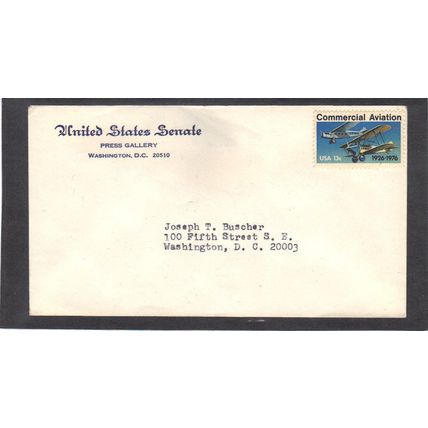 United States Senate
PRESS GALLERY
WASHINGTON, D.C. 20510
Commercial Aviation
USA 13c 1926-1976
Joseph T. Buscher
100 Fifth Street S. E.
Washington, D. C. 20003